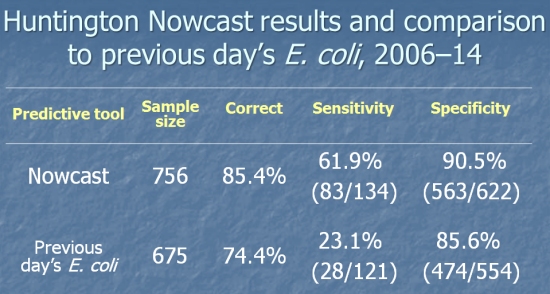 Huntington Nowcast results and comparison
to previous day's E. coli, 2006–14
Predictive tool Sample size Correct Sensitivity Specificity
Nowcast 756 85.4% 61.9% (83/134) 90.5% (563/622)
Previous day's E. coli 675 74.4% 23.1% (28/121) 85.6% (474/554)